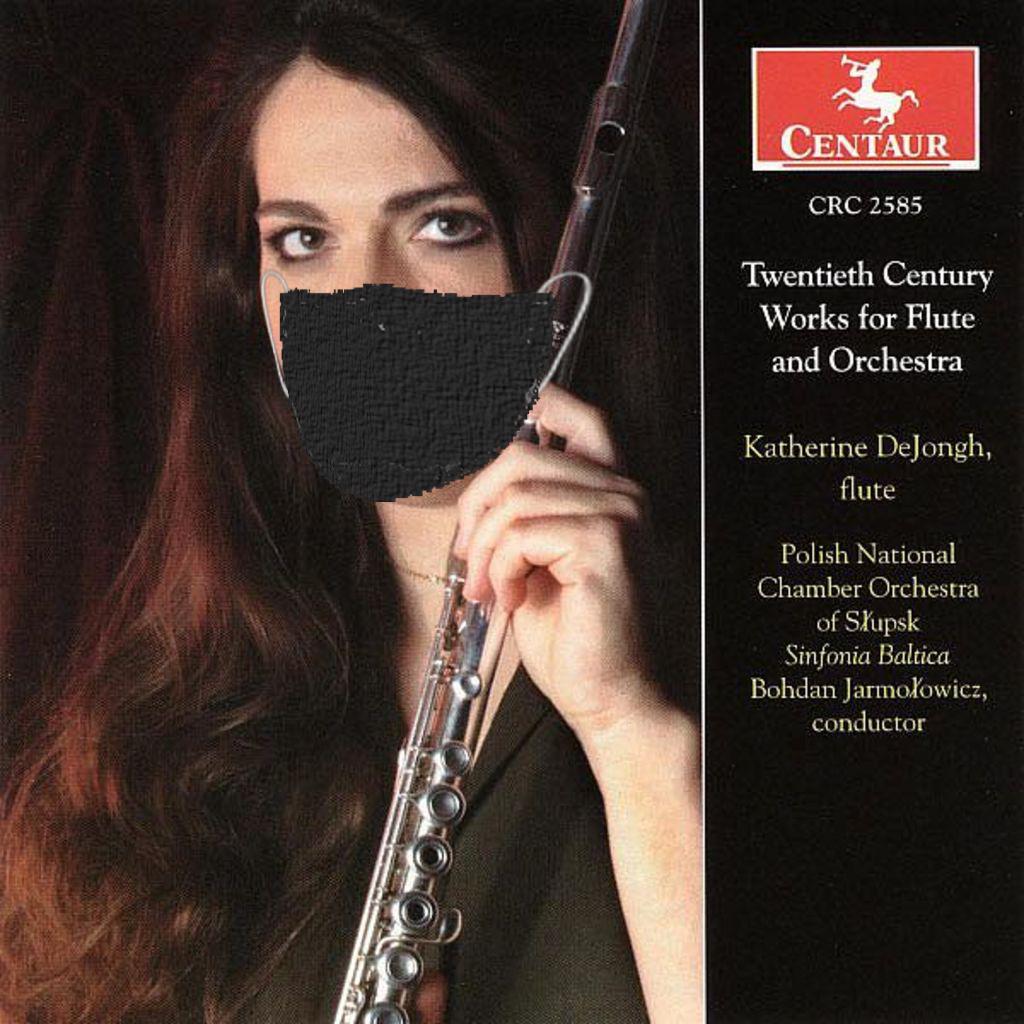 CENTAUR
CRC 2585
Twentieth Century
Works for Flute
and Orchestra
Katherine DeJongh,
flute
Polish National
Chamber Orchestra
of Słupsk
Sinfonia Baltica
Bohdan Jarmołowicz,
conductor